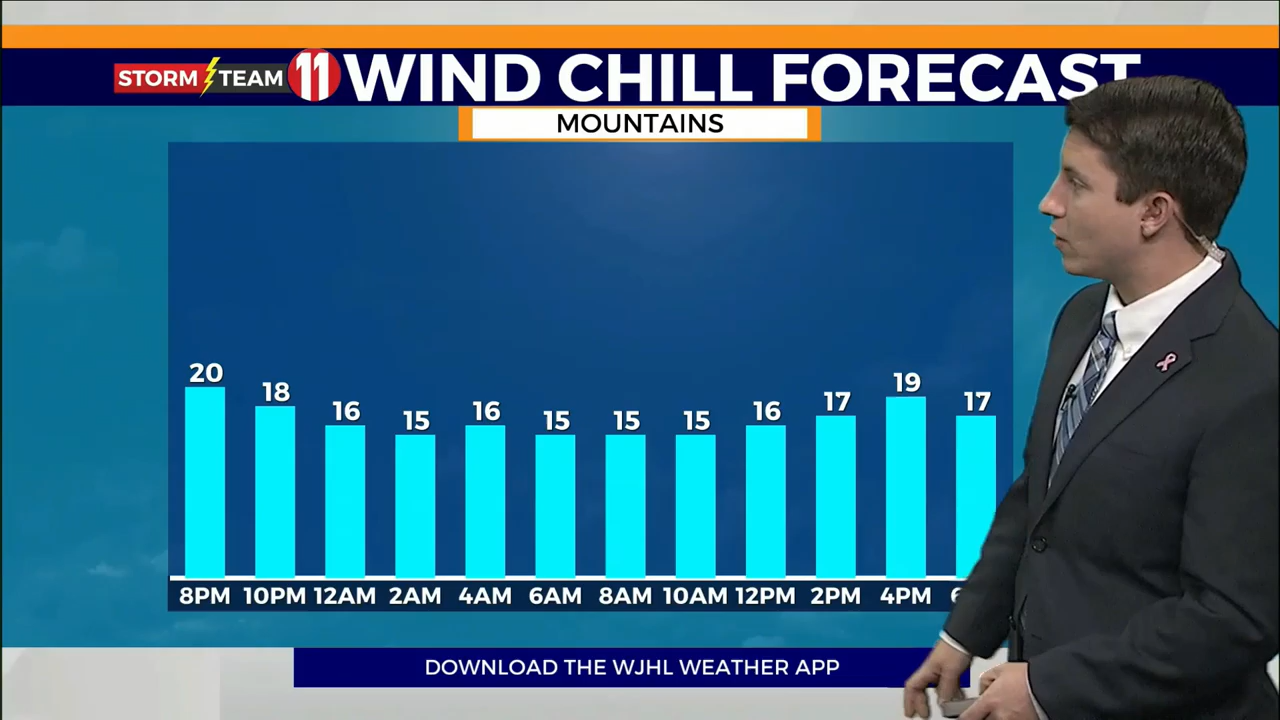 STORM TEAM 11 WIND CHILL FORECAST
MOUNTAINS
20 18 16 15 16 15 15 15 16 17 19 17
8PM 10PM 12AM 2AM 4AM 6AM 8AM 10AM 12PM 2PM 4PM
DOWNLOAD THE WJHL WEATHER APP